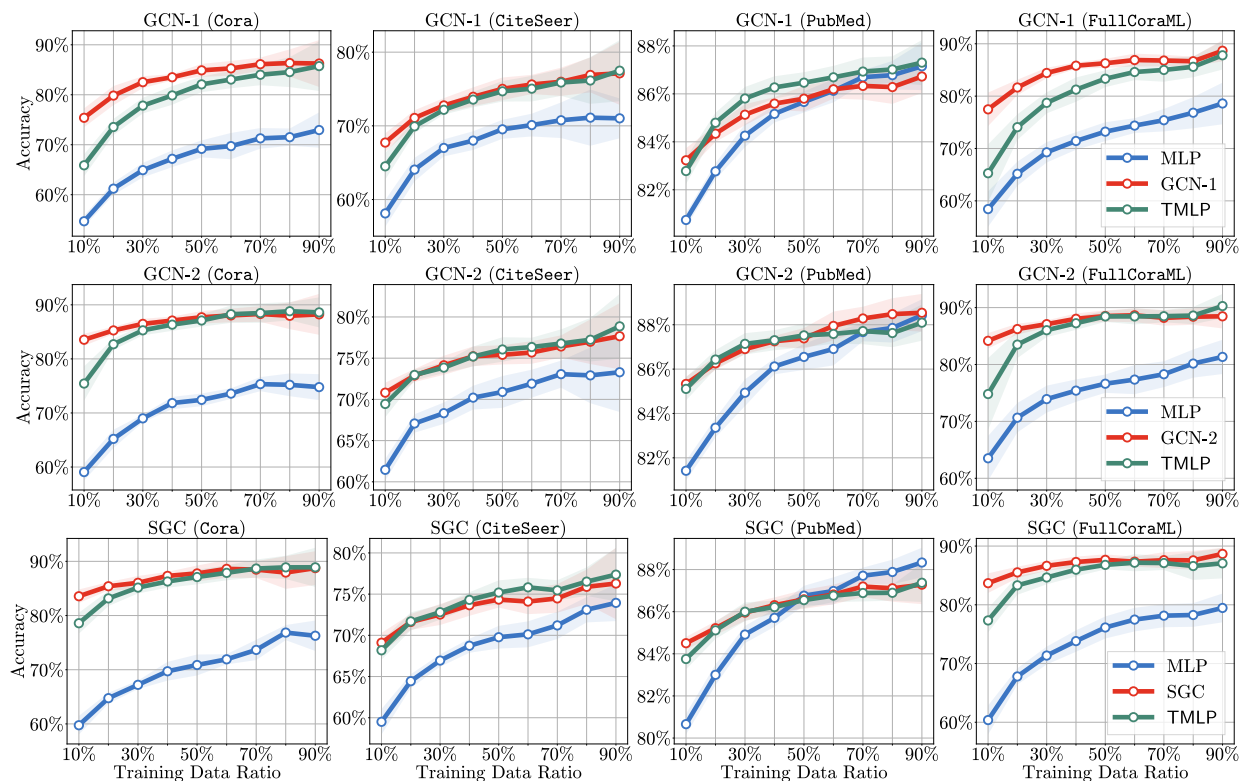 GCN-1 (Cora)
GCN-1 (CiteSeer)
GCN-1 (PubMed)
GCN-1 (FullCoraML)
Accuracy
90%
80%
70%
60%
80%
70%
60%
88%
86%
84%
82%
90%
80%
70%
60%
MLP
GCN-1
TMLP
10% 30% 50% 70% 90%
10% 30% 50% 70% 90%
10% 30% 50% 70% 90%
10% 30% 50% 70% 90%
GCN-2 (Cora)
GCN-2 (CiteSeer)
GCN-2 (PubMed)
GCN-2 (FullCoraML)
Accuracy
90%
80%
70%
60%
80%
75%
70%
65%
60%
88%
86%
84%
82%
90%
80%
70%
60%
MLP
GCN-2
TMLP
10% 30% 50% 70% 90%
10% 30% 50% 70% 90%
10% 30% 50% 70% 90%
10% 30% 50% 70% 90%
SGC (Cora)
SGC (CiteSeer)
SGC (PubMed)
SGC (FullCoraML)
Accuracy
90%
80%
70%
60%
80%
75%
70%
65%
60%
88%
86%
84%
82%
80%
90%
80%
70%
60%
MLP
SGC
TMLP
10% 30% 50% 70% 90%
10% 30% 50% 70% 90%
10% 30% 50% 70% 90%
10% 30% 50% 70% 90%
Training Data Ratio
Training Data Ratio
Training Data Ratio
Training Data Ratio